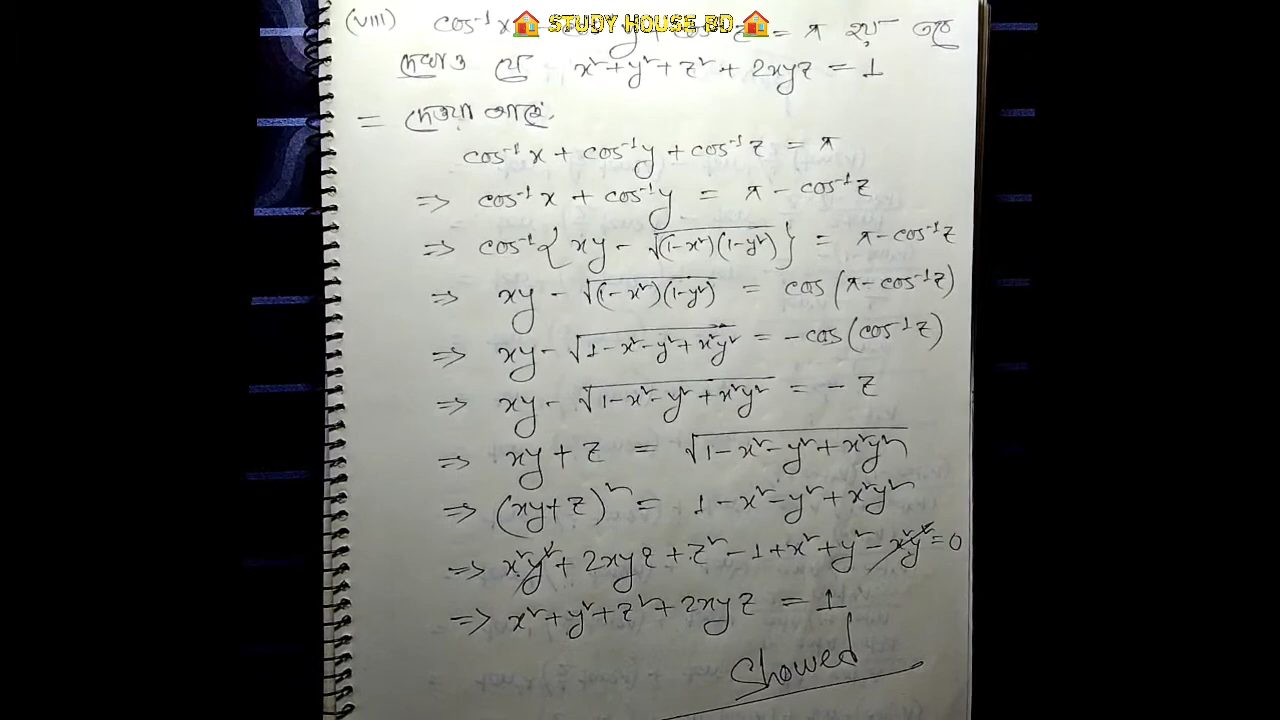 🏠 STUDY HOUSE BD 🏠
(VIII) cos⁻¹x = π হয় তবে
দেখাও যে x² + y² + z² + 2xyz = 1
= দেওয়া আছে,
cos⁻¹x + cos⁻¹y + cos⁻¹z = π
⇒ cos⁻¹x + cos⁻¹y = π - cos⁻¹z
⇒ cos⁻¹{xy - √(1-x²)(1-y²)} = π - cos⁻¹z
⇒ xy - √(1-x²)(1-y²) = cos(π - cos⁻¹z)
⇒ xy - √1-x²-y²+x²y² = -cos(cos⁻¹z)
⇒ xy - √1-x²-y²+x²y² = -z
⇒ xy + z = √1-x²-y²+x²y²
⇒ (xy+z)² = 1-x²-y²+x²y²
⇒ x²y² + 2xyz + z² - 1 + x² + y² - x²y² = 0
⇒ x² + y² + z² + 2xyz = 1
Showed